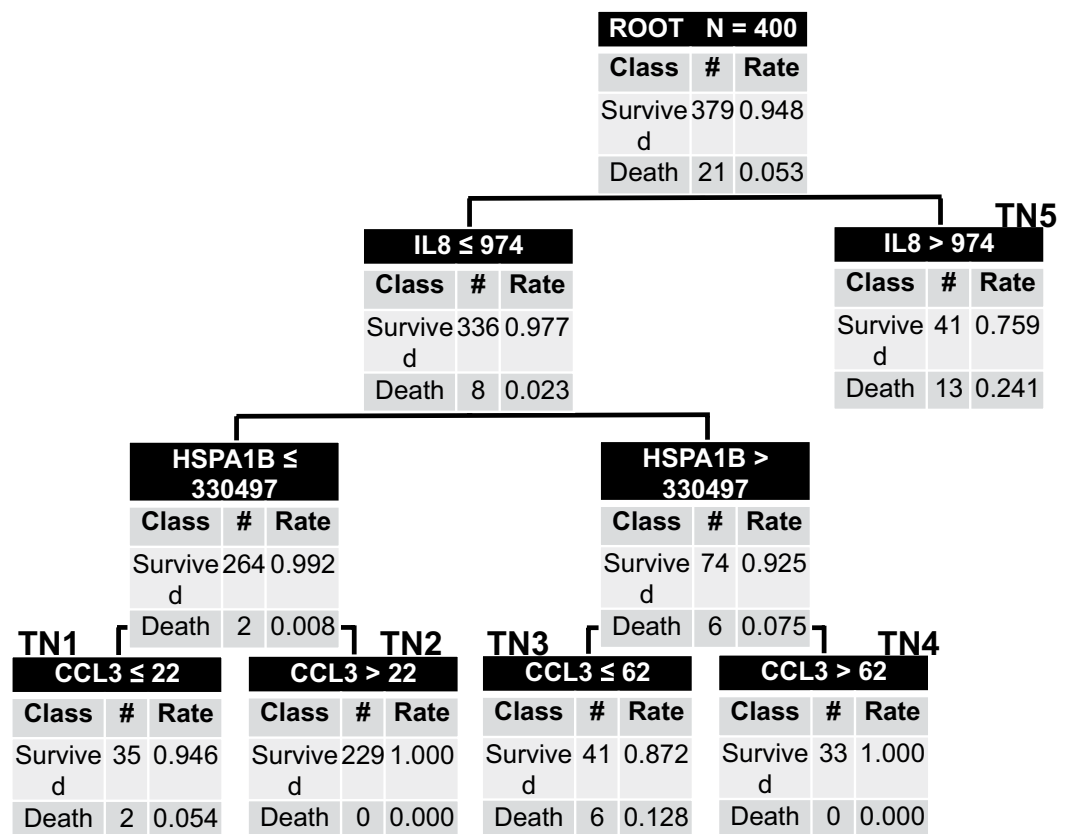 ROOT N = 400
Class # Rate
Survive 379 0.948
d
Death 21 0.053
TN5
IL8 ≤ 974
Class # Rate
Survive 336 0.977
d
Death 8 0.023
IL8 > 974
Class # Rate
Survive 41 0.759
d
Death 13 0.241
HSPA1B ≤
330497
Class # Rate
Survive 264 0.992
d
Death 2 0.008
HSPA1B >
330497
Class # Rate
Survive 74 0.925
d
Death 6 0.075
TN1
CCL3 ≤ 22
Class # Rate
Survive 35 0.946
d
Death 2 0.054
TN2
CCL3 > 22
Class # Rate
Survive 229 1.000
d
Death 0 0.000
TN3
CCL3 ≤ 62
Class # Rate
Survive 41 0.872
d
Death 6 0.128
TN4
CCL3 > 62
Class # Rate
Survive 33 1.000
d
Death 0 0.000